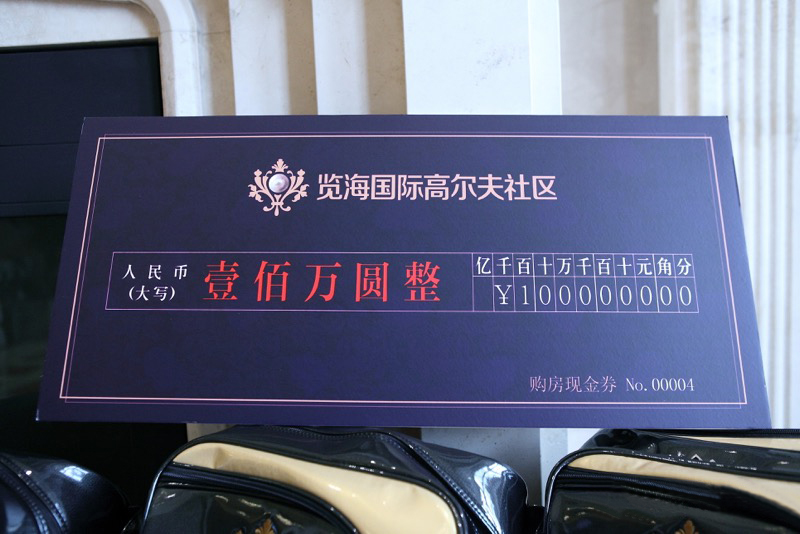 览海国际高尔夫社区
人民币
(大写)
壹佰万圆整
亿千百十万千百十元角分
¥100000000
购房现金券 No.00004